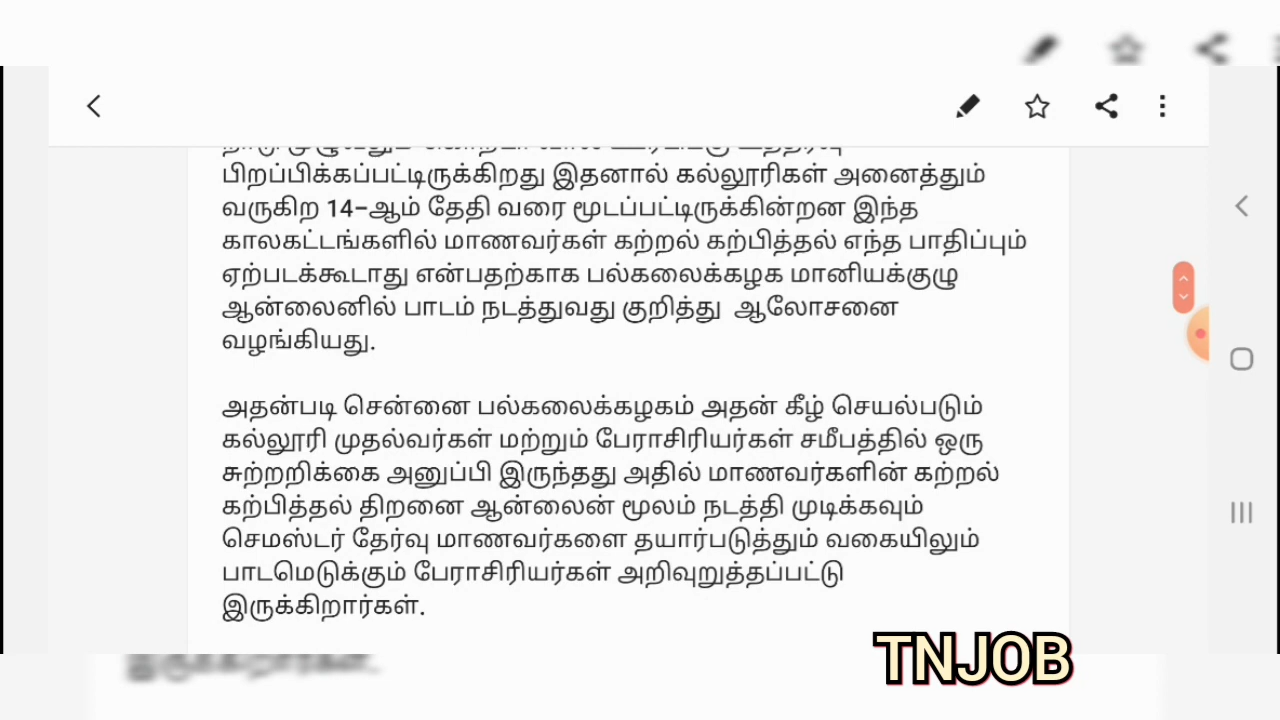 பிறப்பிக்கப்பட்டிருக்கிறது இதனால் கல்லூரிகள் அனைத்தும்
வருகிற 14-ஆம் தேதி வரை மூடப்பட்டிருக்கின்றன இந்த
காலகட்டங்களில் மாணவர்கள் கற்றல் கற்பித்தல் எந்த பாதிப்பும்
ஏற்படக்கூடாது என்பதற்காக பல்கலைக்கழக மானியக்குழு
ஆன்லைனில் பாடம் நடத்துவது குறித்து ஆலோசனை
வழங்கியது.
அதன்படி சென்னை பல்கலைக்கழகம் அதன் கீழ் செயல்படும்
கல்லூரி முதல்வர்கள் மற்றும் பேராசிரியர்கள் சமீபத்தில் ஒரு
சுற்றறிக்கை அனுப்பி இருந்தது அதில் மாணவர்களின் கற்றல்
கற்பித்தல் திறனை ஆன்லைன் மூலம் நடத்தி முடிக்கவும்
செமஸ்டர் தேர்வு மாணவர்களை தயார்படுத்தும் வகையிலும்
பாடமெடுக்கும் பேராசிரியர்கள் அறிவுறுத்தப்பட்டு
இருக்கிறார்கள்.
இருக்கிறார்கள்.
TNJOB